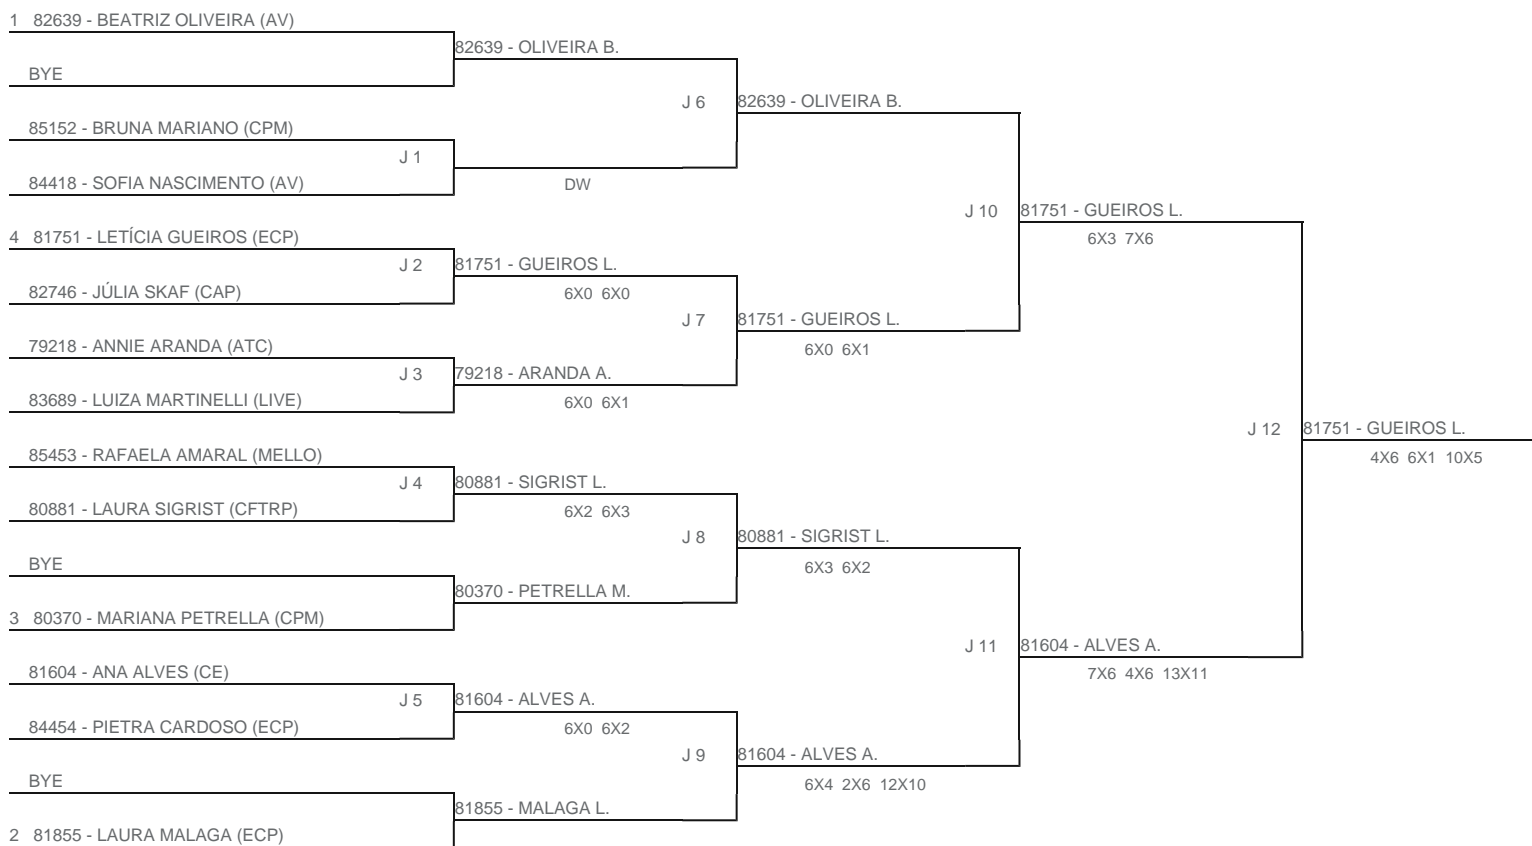 1 82639 - BEATRIZ OLIVEIRA (AV)
82639 - OLIVEIRA B.
BYE
J 6
82639 - OLIVEIRA B.
85152 - BRUNA MARIANO (CPM)
J 1
84418 - SOFIA NASCIMENTO (AV)
DW
J 10
81751 - GUEIROS L.
6X3 7X6
4 81751 - LETÍCIA GUEIROS (ECP)
J 2
81751 - GUEIROS L.
6X0 6X0
82746 - JÚLIA SKAF (CAP)
J 7
81751 - GUEIROS L.
6X0 6X1
79218 - ANNIE ARANDA (ATC)
J 3
79218 - ARANDA A.
6X0 6X1
83689 - LUIZA MARTINELLI (LIVE)
J 12
81751 - GUEIROS L.
4X6 6X1 10X5
85453 - RAFAELA AMARAL (MELLO)
J 4
80881 - SIGRIST L.
6X2 6X3
80881 - LAURA SIGRIST (CFTRP)
J 8
80881 - SIGRIST L.
6X3 6X2
BYE
80370 - PETRELLA M.
3 80370 - MARIANA PETRELLA (CPM)
J 11
81604 - ALVES A.
7X6 4X6 13X11
81604 - ANA ALVES (CE)
J 5
81604 - ALVES A.
6X0 6X2
84454 - PIETRA CARDOSO (ECP)
J 9
81604 - ALVES A.
6X4 2X6 12X10
BYE
81855 - MALAGA L.
2 81855 - LAURA MALAGA (ECP)